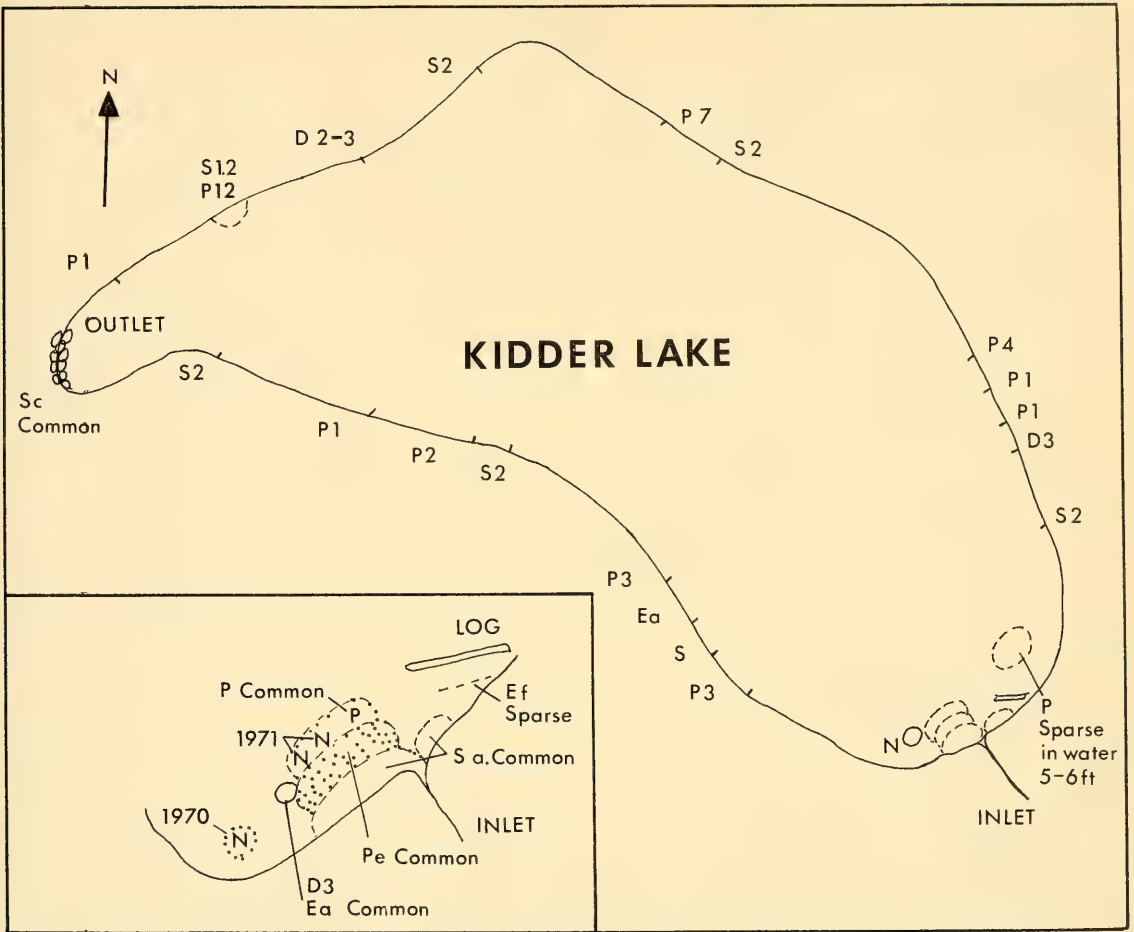 N
S2
P 7
S2
D 2-3
S1.2
P12
P1
OUTLET
KIDDER LAKE
Sc
Common
S2
P1
P2
S2
P4
P1
P1
D3
S2
P3
Ea
S
P3
N
P
Sparse
in water
5-6ft
INLET
LOG
P Common
P
Ef
Sparse
1971
N
N
S a.Common
1970
N
INLET
Pe Common
D3
Ea Common